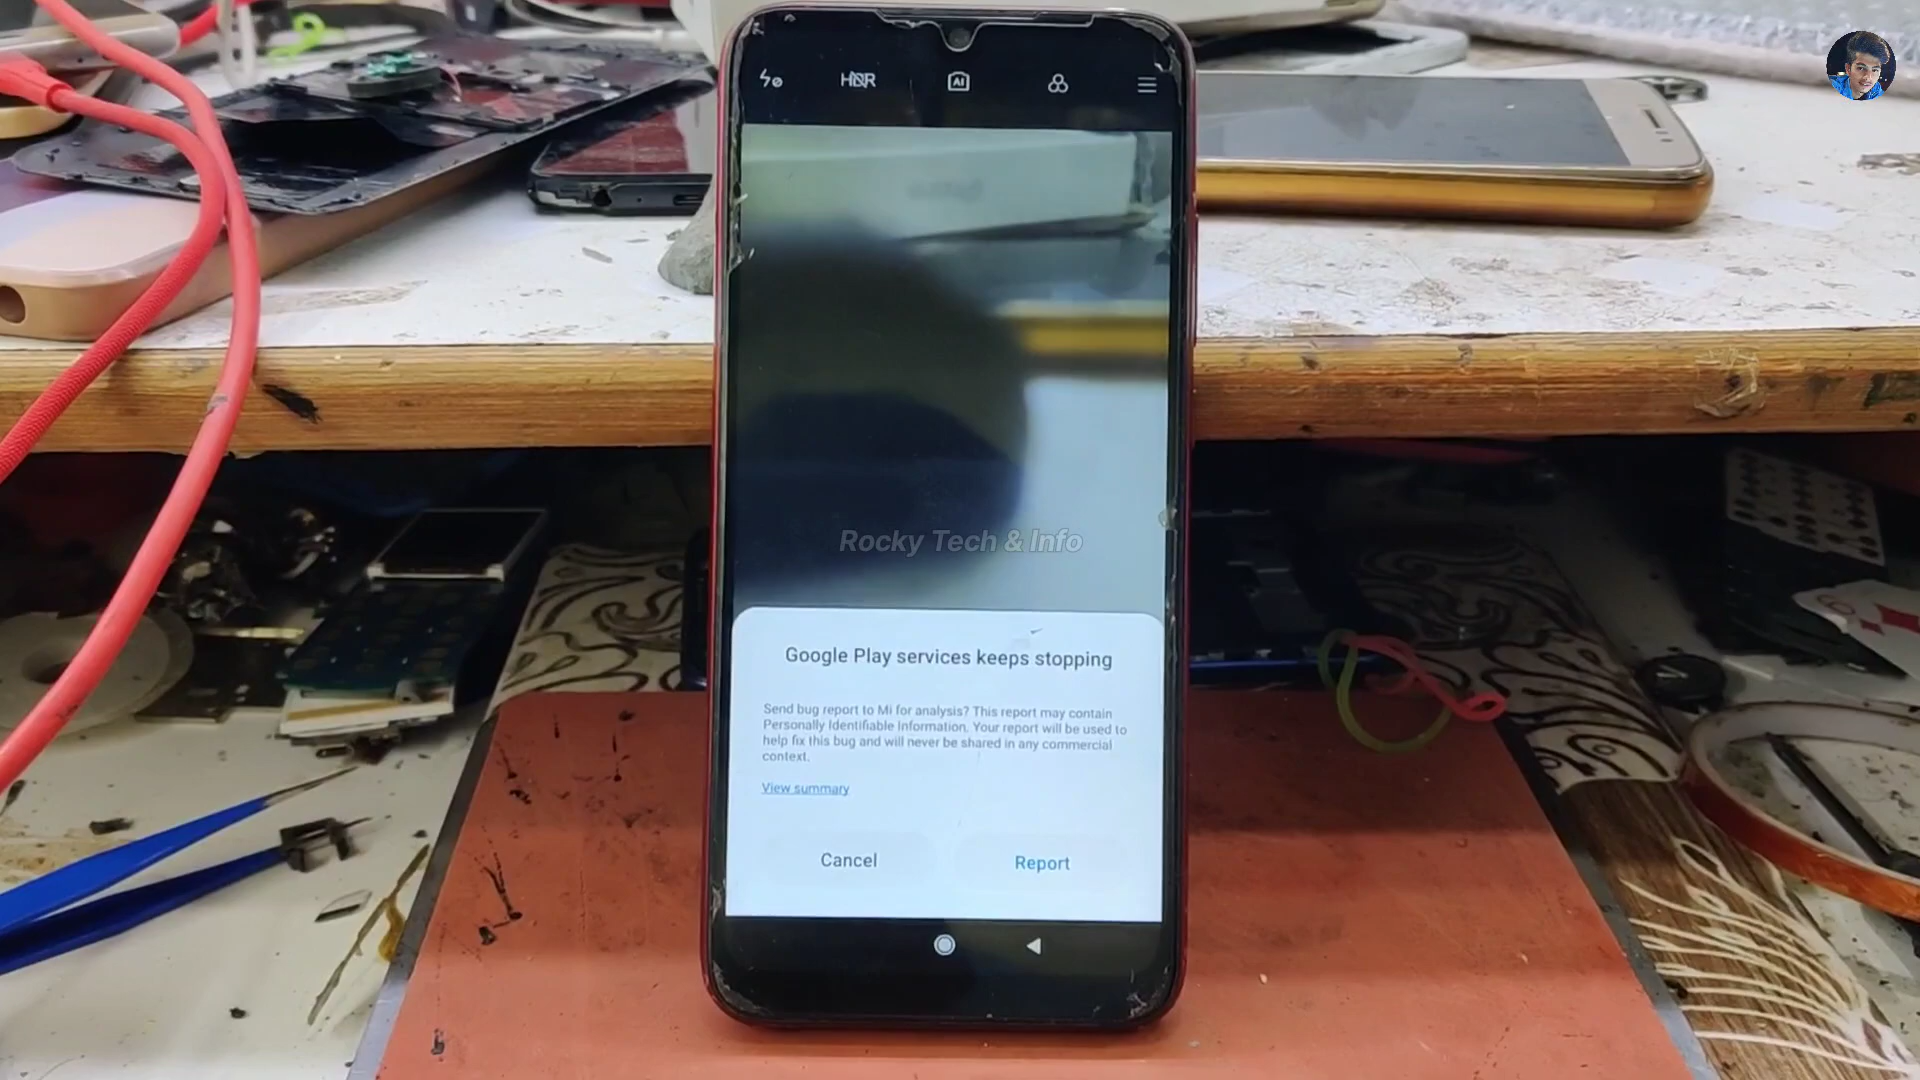 HDR
AI
Rocky Tech & Info
Google Play services keeps stopping
Send bug report to Mi for analysis? This report may contain
Personally Identifiable Information. Your report will be used to
help fix this bug and will never be shared in any commercial
context.
View summary
Cancel
Report